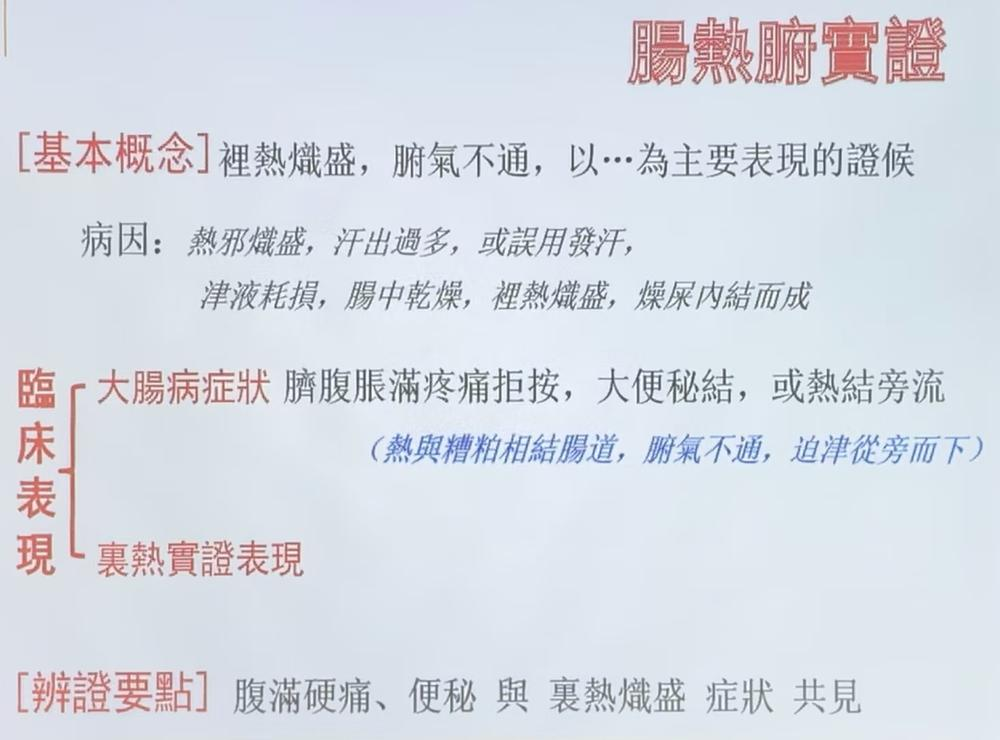 腸熱腑實證
[基本概念] 裡熱熾盛，腑氣不通，以…為主要表現的證候
病因：熱邪熾盛，汗出過多，或誤用發汗，
津液耗損，腸中乾燥，裡熱熾盛，燥屎內結而成
臨床表現
大腸病症狀 臍腹脹滿疼痛拒按，大便秘結，或熱結旁流
（熱與糟粕相結腸道，腑氣不通，迫津從旁而下）
裏熱實證表現
[辨證要點] 腹滿硬痛、便秘 與 裏熱熾盛 症狀 共見